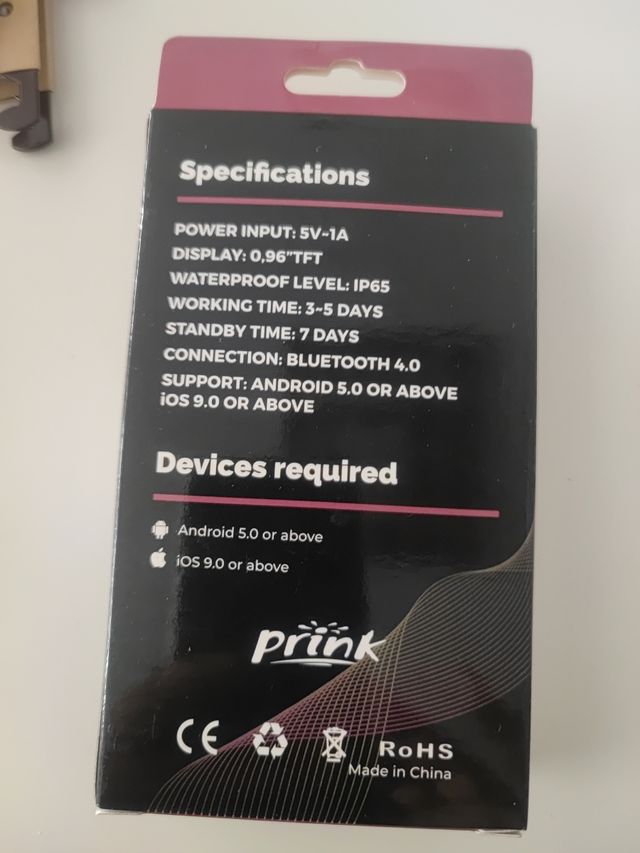 Specifications
POWER INPUT: 5V~1A
DISPLAY: 0,96"TFT
WATERPROOF LEVEL: IP65
WORKING TIME: 3~5 DAYS
STANDBY TIME: 7 DAYS
CONNECTION: BLUETOOTH 4.0
SUPPORT: ANDROID 5.0 OR ABOVE
iOS 9.0 OR ABOVE
Devices required
Android 5.0 or above
iOS 9.0 or above
prink
CE
RoHS
Made in China